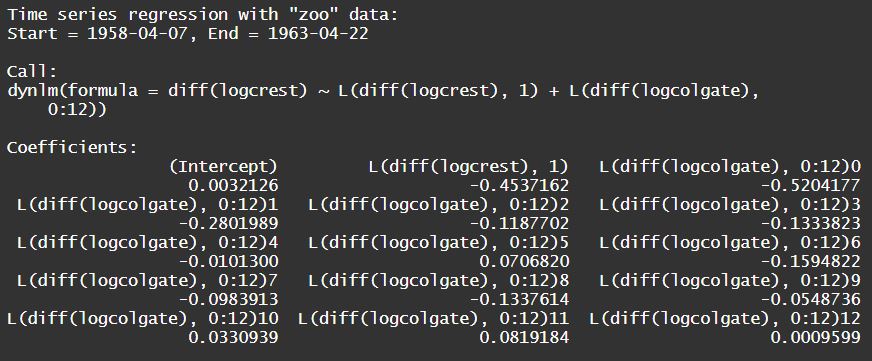 Time series regression with "zoo" data:
Start = 1958-04-07, End = 1963-04-22
Call:
dynlm(formula = diff(logcrest) ~ L(diff(logcrest), 1) + L(diff(logcolgate),
0:12))
Coefficients:
(Intercept) L(diff(logcrest), 1) L(diff(logcolgate), 0:12)0
0.0032126 -0.4537162 -0.5204177
L(diff(logcolgate), 0:12)1 L(diff(logcolgate), 0:12)2 L(diff(logcolgate), 0:12)3
-0.2801989 -0.1187702 -0.1333823
L(diff(logcolgate), 0:12)4 L(diff(logcolgate), 0:12)5 L(diff(logcolgate), 0:12)6
-0.0101300 0.0706820 -0.1594822
L(diff(logcolgate), 0:12)7 L(diff(logcolgate), 0:12)8 L(diff(logcolgate), 0:12)9
-0.0983913 -0.1337614 -0.0548736
L(diff(logcolgate), 0:12)10 L(diff(logcolgate), 0:12)11 L(diff(logcolgate), 0:12)12
0.0330939 0.0819184 0.0009599